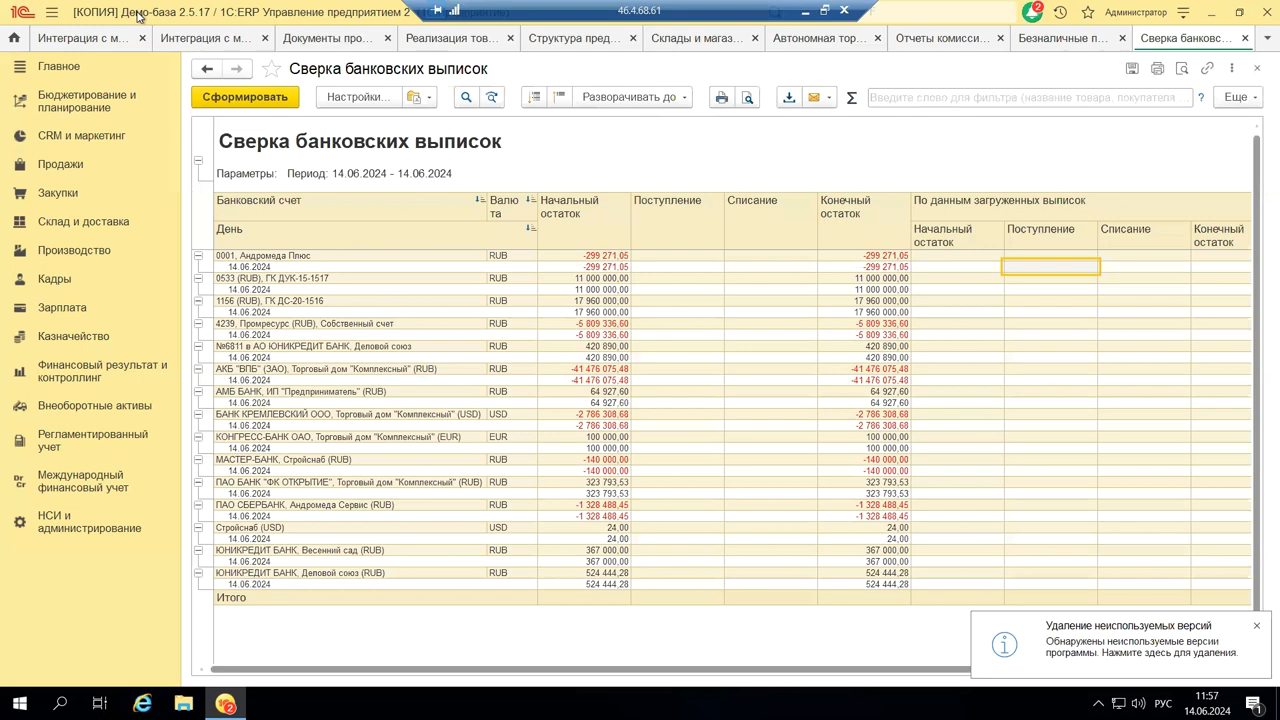 [КОПИЯ] Демо-база 2.5.17 / 1С:ERP Управление предприятием 2
46.4.68.61
2
Администратор
Интеграция с м...
Интеграция с м...
Документы про...
Реализация тов...
Структура пред...
Склады и магаз...
Автономная тор...
Отчеты комисси...
Безналичные п...
Сверка банковс...
Главное
Бюджетирование и
планирование
CRM и маркетинг
Продажи
Закупки
Склад и доставка
Производство
Кадры
Зарплата
Казначейство
Финансовый результат и
контроллинг
Внеоборотные активы
Регламентированный
учет
Международный
финансовый учет
НСИ и
администрирование
Сверка банковских выписок
Сформировать
Настройки...
Разворачивать до
Введите слово для фильтра (название товара, покупателя
?
Еще
Сверка банковских выписок
Параметры: Период: 14.06.2024 - 14.06.2024
Банковский счет Валюта Начальный остаток Поступление Списание Конечный остаток По данным загруженных выписок
День Начальный остаток Поступление Списание Конечный остаток
0001, Андромеда Плюс RUB -299 271,05 -299 271,05
14.06.2024 -299 271,05 -299 271,05
0533 (RUB), ГК ДУК-15-1517 RUB 11 000 000,00 11 000 000,00
14.06.2024 11 000 000,00 11 000 000,00
1156 (RUB), ГК ДС-20-1516 RUB 17 960 000,00 17 960 000,00
14.06.2024 17 960 000,00 17 960 000,00
4239, Промресурс (RUB), Собственный счет RUB -5 809 336,60 -5 809 336,60
14.06.2024 -5 809 336,60 -5 809 336,60
№6811 в АО ЮНИКРЕДИТ БАНК, Деловой союз RUB 420 890,00 420 890,00
14.06.2024 420 890,00 420 890,00
АКБ "ВПБ" (ЗАО), Торговый дом "Комплексный" (RUB) RUB -41 476 075,48 -41 476 075,48
14.06.2024 -41 476 075,48 -41 476 075,48
АМБ БАНК, ИП "Предприниматель" (RUB) RUB 64 927,60 64 927,60
14.06.2024 64 927,60 64 927,60
БАНК КРЕМЛЕВСКИЙ ООО, Торговый дом "Комплексный" (USD) USD -2 786 308,68 -2 786 308,68
14.06.2024 -2 786 308,68 -2 786 308,68
КОНГРЕСС-БАНК ОАО, Торговый дом "Комплексный" (EUR) EUR 100 000,00 100 000,00
14.06.2024 100 000,00 100 000,00
МАСТЕР-БАНК, Стройснаб (RUB) RUB -140 000,00 -140 000,00
14.06.2024 -140 000,00 -140 000,00
ПАО БАНК "ФК ОТКРЫТИЕ", Торговый дом "Комплексный" (RUB) RUB 323 793,53 323 793,53
14.06.2024 323 793,53 323 793,53
ПАО СБЕРБАНК, Андромеда Сервис (RUB) RUB -1 328 488,45 -1 328 488,45
14.06.2024 -1 328 488,45 -1 328 488,45
Стройснаб (USD) USD 24,00 24,00
14.06.2024 24,00 24,00
ЮНИКРЕДИТ БАНК, Весенний сад (RUB) RUB 367 000,00 367 000,00
14.06.2024 367 000,00 367 000,00
ЮНИКРЕДИТ БАНК, Деловой союз (RUB) RUB 524 444,28 524 444,28
14.06.2024 524 444,28 524 444,28
Итого
Удаление неиспользуемых версий
Обнаружены неиспользуемые версии
программы. Нажмите здесь для удаления.
2
РУС
11:57
14.06.2024
1